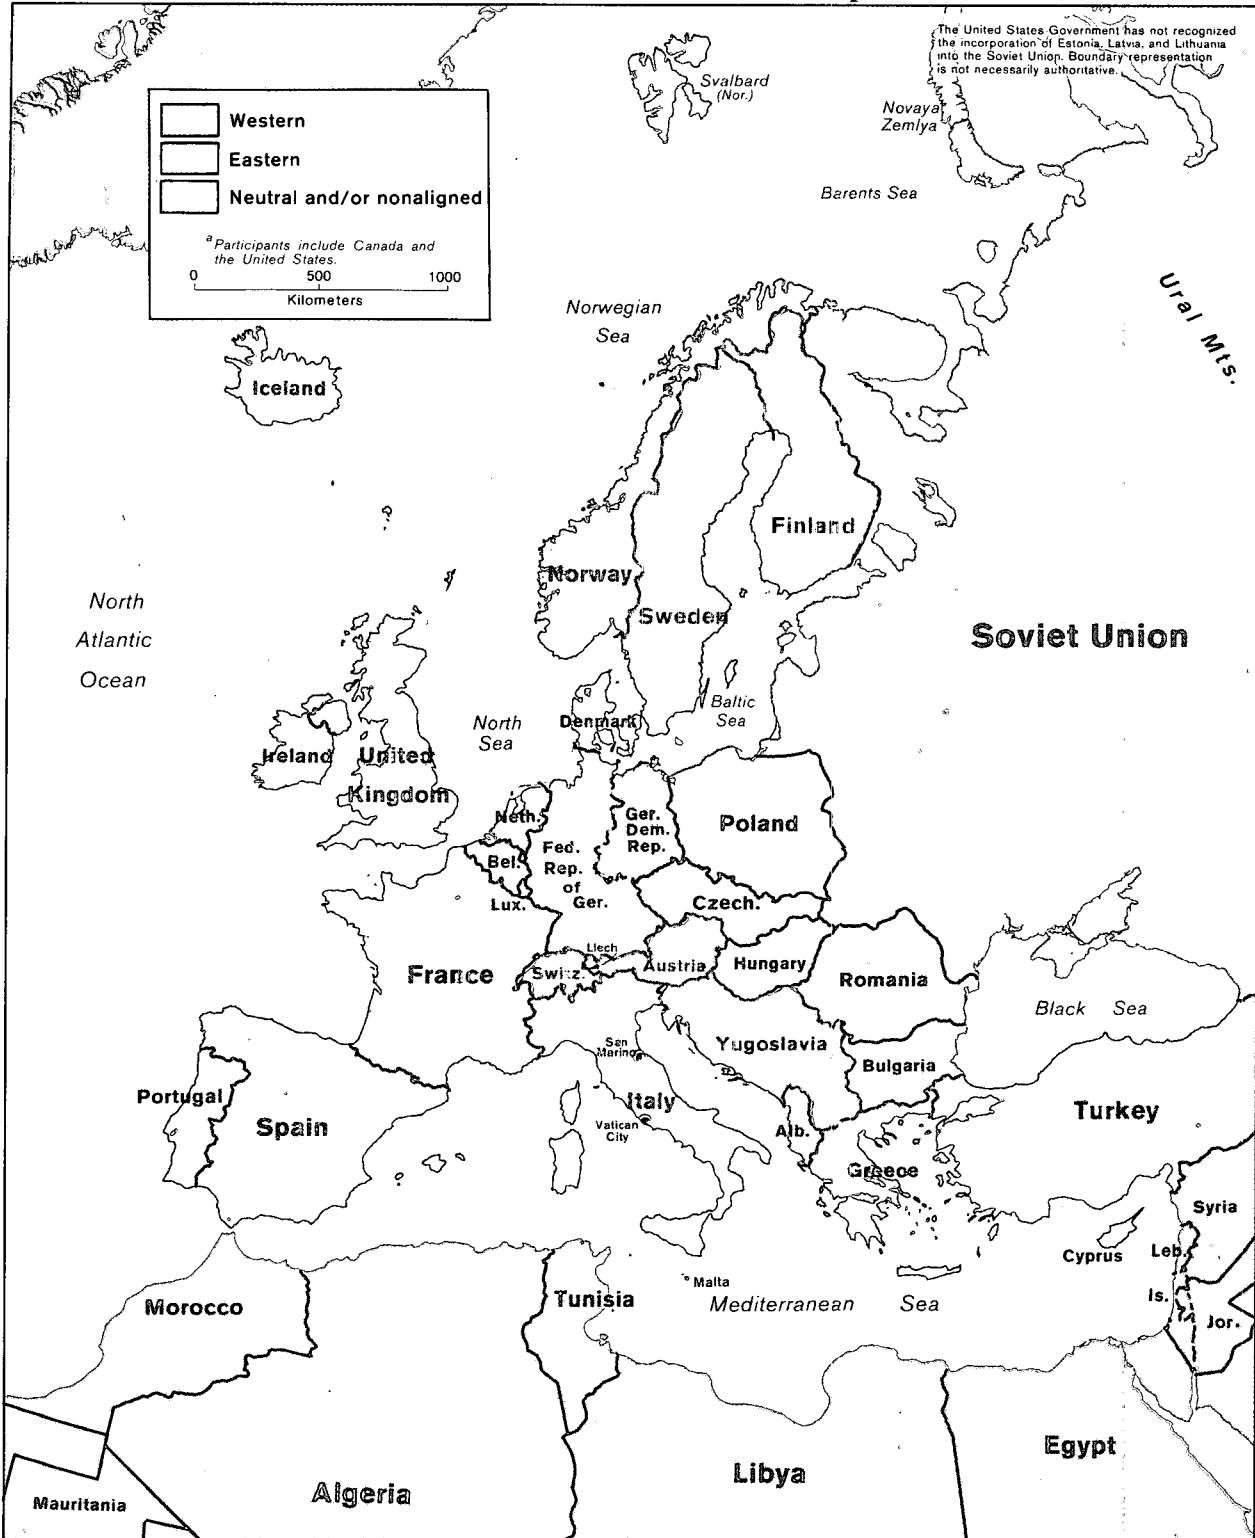 The United States Government has not recognized
the incorporation of Estonia, Latvia, and Lithuania
into the Soviet Union. Boundary representation
is not necessarily authoritative.
Svalbard
(Nor.)
Novaya
Zemlya
Western
Eastern
Neutral and/or nonaligned
a Participants include Canada and
the United States.
0 500 1000
Kilometers
Barents Sea
Ural Mts.
Norwegian
Sea
Iceland
Finland
Norway
Sweden
North
Atlantic
Ocean
Soviet Union
Baltic
Sea
North
Sea
Denmark
Ireland
United
Kingdom
Neth.
Ger.
Dem.
Rep.
Poland
Bel.
Fed.
Rep.
of
Ger.
Lux.
Czech.
Liech
France
Switz.
Austria
Hungary
Romania
Black Sea
San
Marino
Yugoslavia
Bulgaria
Portugal
Spain
Italy
Vatican
City
Alb.
Greece
Turkey
Syria
Cyprus
Leb.
Malta
Is.
Jor.
Morocco
Tunisia
Mediterranean Sea
Egypt
Libya
Algeria
Mauritania